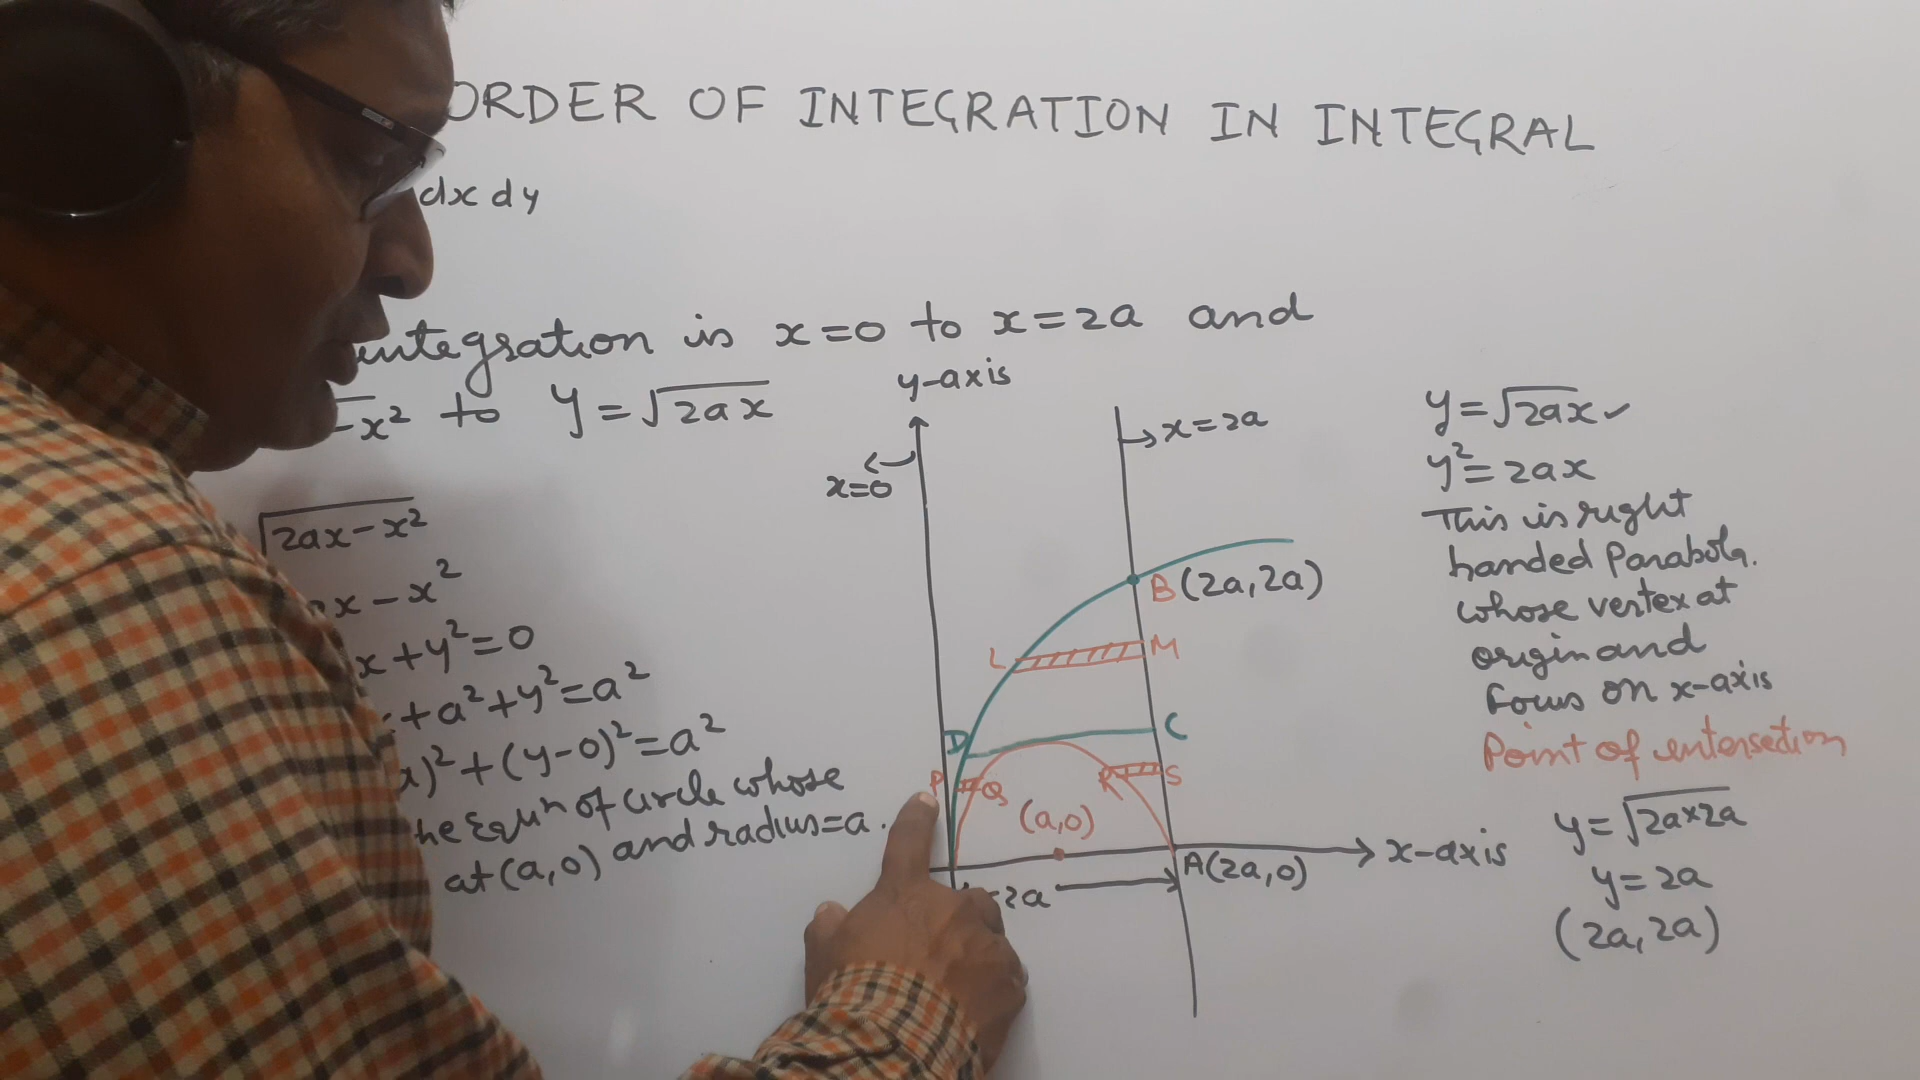 ORDER OF INTEGRATION IN INTEGRAL
dx dy
integration is x=0 to x=2a and
-x² to y=√2ax
√2ax-x²
x-x²
x+y²=0
+a²+y²=a²
)²+(y-0)²=a²
he Equⁿ of circle whose
at (a,0) and radius=a.
y-axis
x=0
x=2a
B(2a,2a)
L M
D C
P Q R S
(a,0)
x-axis
A(2a,0)
2a
y=√2ax ✓
y²=2ax
This is right
handed Parabola.
whose vertex at
origin and
Focus on x-axis
Point of intersection
y=√2a×2a
y=2a
(2a,2a)